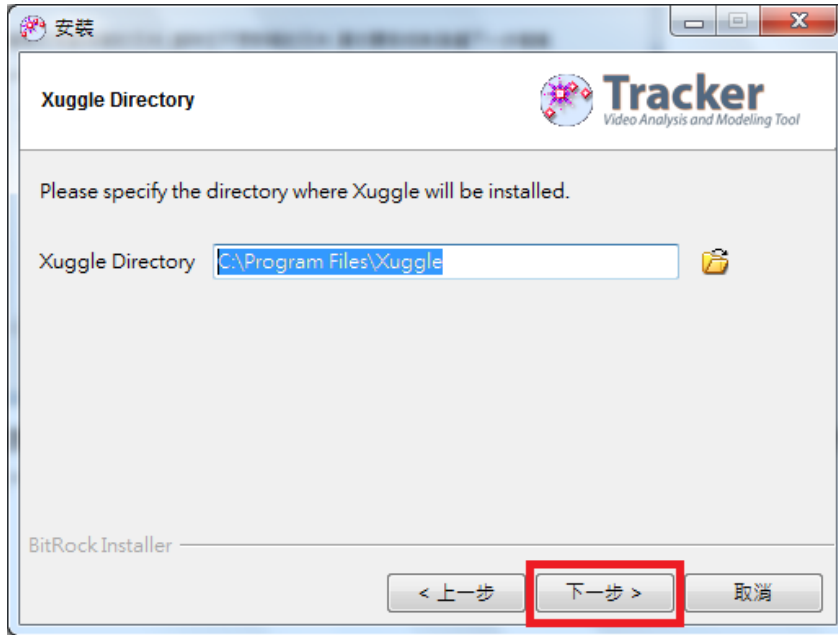 安裝
Xuggle Directory
Tracker
Video Analysis and Modeling Tool
Please specify the directory where Xuggle will be installed.
Xuggle Directory C:\Program Files\Xuggle
BitRock Installer
< 上一步 下一步 > 取消